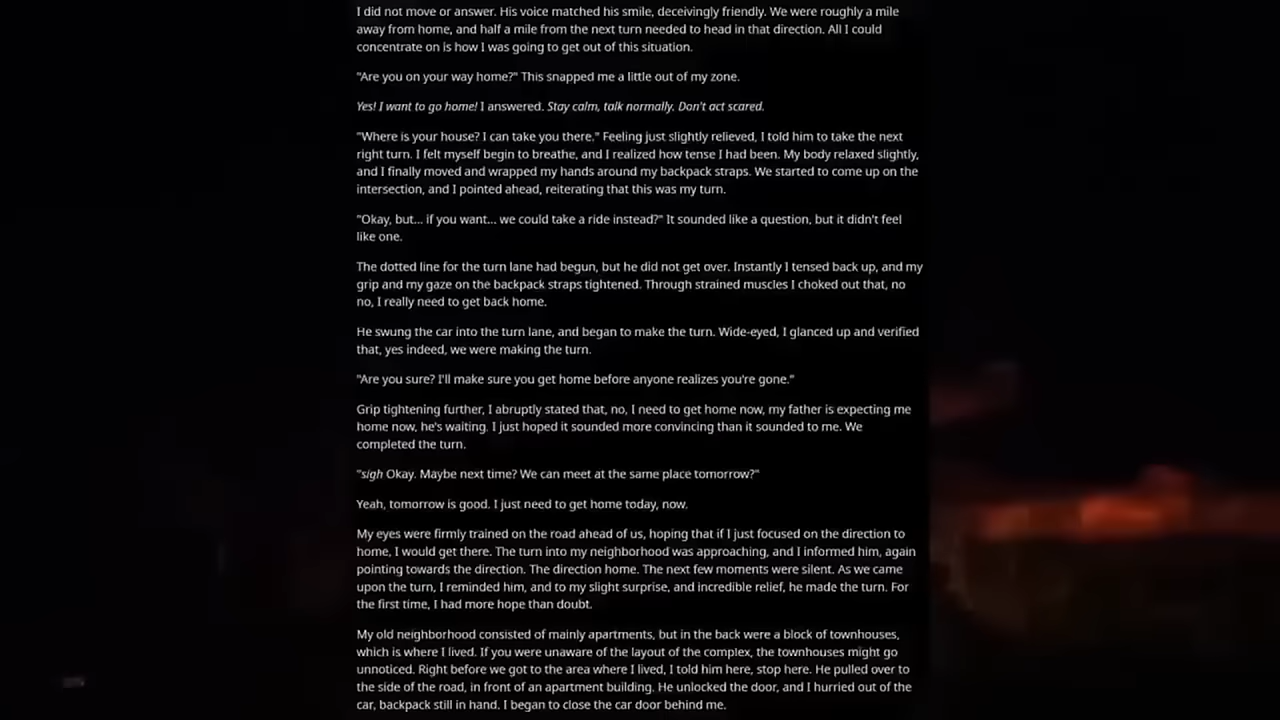 I did not move or answer. His voice matched his smile, deceivingly friendly. We were roughly a mile
away from home, and half a mile from the next turn needed to head in that direction. All I could
concentrate on is how I was going to get out of this situation.
"Are you on your way home?" This snapped me a little out of my zone.
Yes! I want to go home! I answered. Stay calm, talk normally. Don't act scared.
"Where is your house? I can take you there." Feeling just slightly relieved, I told him to take the next
right turn. I felt myself begin to breathe, and I realized how tense I had been. My body relaxed slightly,
and I finally moved and wrapped my hands around my backpack straps. We started to come up on the
intersection, and I pointed ahead, reiterating that this was my turn.
"Okay, but... if you want... we could take a ride instead?" It sounded like a question, but it didn't feel
like one.
The dotted line for the turn lane had begun, but he did not get over. Instantly I tensed back up, and my
grip and my gaze on the backpack straps tightened. Through strained muscles I choked out that, no
no, I really need to get back home.
He swung the car into the turn lane, and began to make the turn. Wide-eyed, I glanced up and verified
that, yes indeed, we were making the turn.
"Are you sure? I'll make sure you get home before anyone realizes you're gone."
Grip tightening further, I abruptly stated that, no, I need to get home now, my father is expecting me
home now, he's waiting. I just hoped it sounded more convincing than it sounded to me. We
completed the turn.
"sigh Okay. Maybe next time? We can meet at the same place tomorrow?"
Yeah, tomorrow is good. I just need to get home today, now.
My eyes were firmly trained on the road ahead of us, hoping that if I just focused on the direction to
home, I would get there. The turn into my neighborhood was approaching, and I informed him, again
pointing towards the direction. The direction home. The next few moments were silent. As we came
upon the turn, I reminded him, and to my slight surprise, and incredible relief, he made the turn. For
the first time, I had more hope than doubt.
My old neighborhood consisted of mainly apartments, but in the back were a block of townhouses,
which is where I lived. If you were unaware of the layout of the complex, the townhouses might go
unnoticed. Right before we got to the area where I lived, I told him here, stop here. He pulled over to
the side of the road, in front of an apartment building. He unlocked the door, and I hurried out of the
car, backpack still in hand. I began to close the car door behind me.